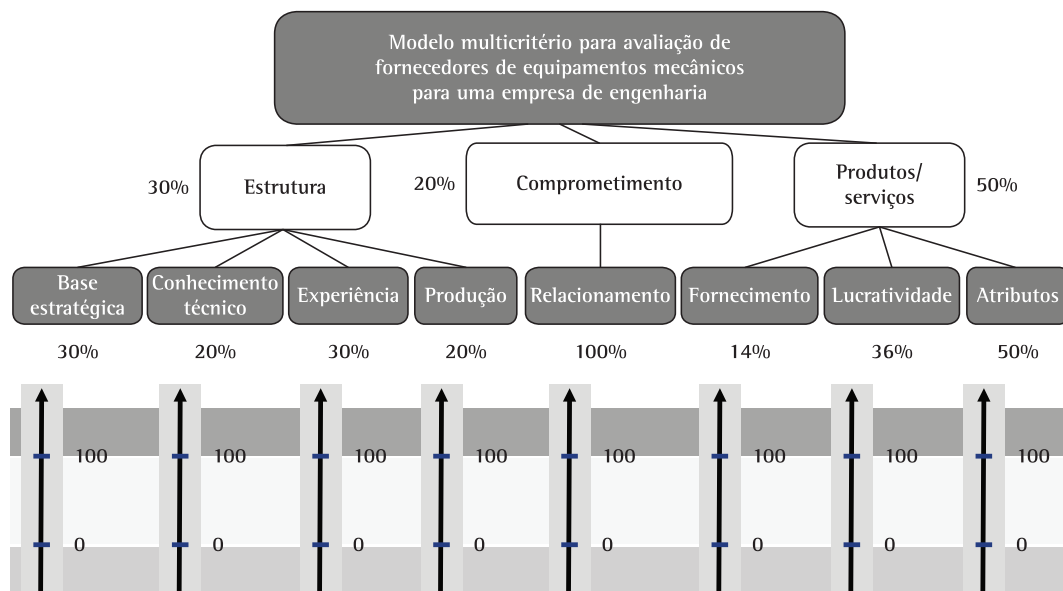 Modelo multicritério para avaliação de
fornecedores de equipamentos mecânicos
para uma empresa de engenharia
30%
Estrutura
20%
Comprometimento
Produtos/
serviços
50%
Base
estratégica
Conhecimento
técnico
Experiência
Produção
Relacionamento
Fornecimento
Lucratividade
Atributos
30%
20%
30%
20%
100%
14%
36%
50%
100
100
100
100
100
100
100
100
0
0
0
0
0
0
0
0